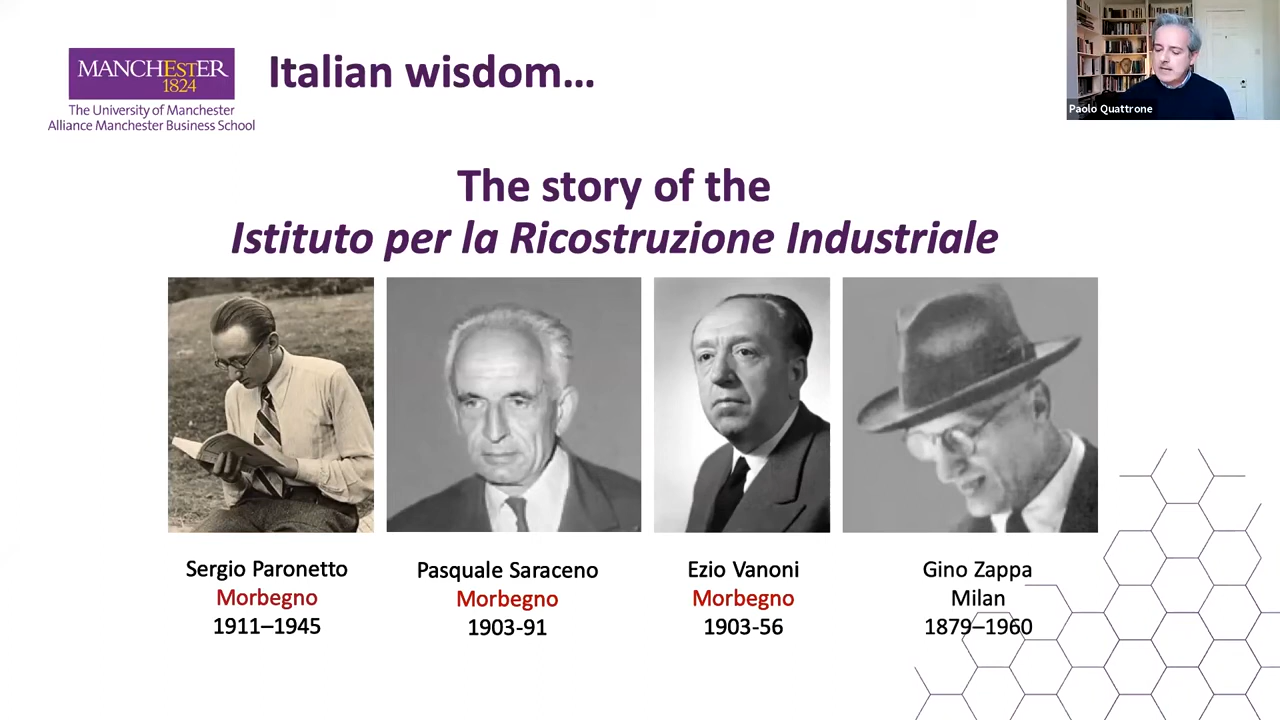 MANCHESTER
1824
The University of Manchester
Alliance Manchester Business School
Italian wisdom...
Paolo Quattrone
The story of the
Istituto per la Ricostruzione Industriale
Sergio Paronetto
Morbegno
1911–1945
Pasquale Saraceno
Morbegno
1903-91
Ezio Vanoni
Morbegno
1903-56
Gino Zappa
Milan
1879–1960